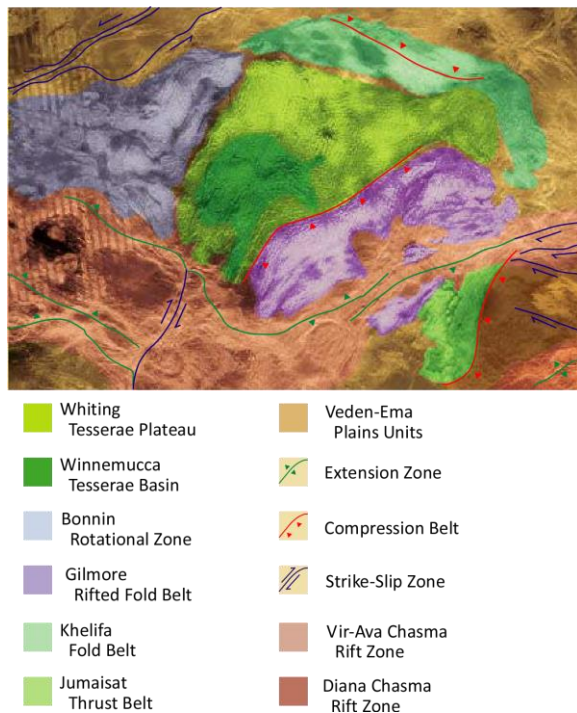 Whiting
Tesserae Plateau
Winnemucca
Tesserae Basin
Bonnin
Rotational Zone
Gilmore
Rifted Fold Belt
Khelifa
Fold Belt
Jumaisat
Thrust Belt
Veden-Ema
Plains Units
Extension Zone
Compression Belt
Strike-Slip Zone
Vir-Ava Chasma
Rift Zone
Diana Chasma
Rift Zone